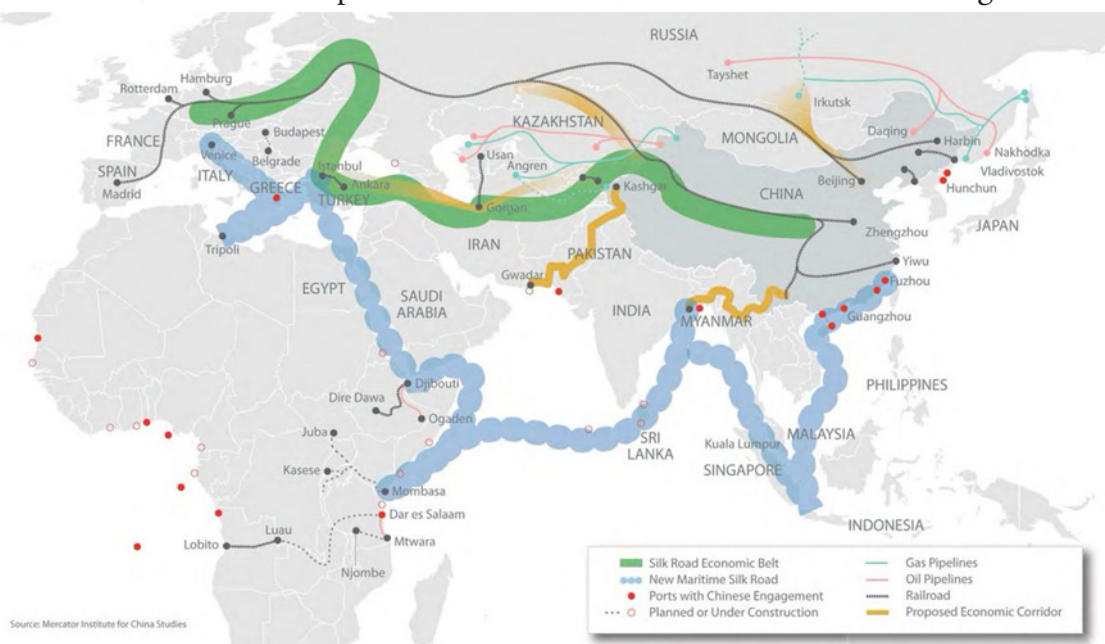 RUSSIA
Tayshet
Hamburg
Rotterdam
Irkutsk
Prague
KAZAKHSTAN
Daqing
FRANCE
Budapest
MONGOLIA
Harbin
Venice
Belgrade
Usan
Nakhodka
Angren
Vladivostok
SPAIN
ITALY
Istanbul
Madrid
GREECE
Ankara
Kashgar
CHINA
Beijing
Hunchun
TURKEY
Gorgan
JAPAN
Zhengzhou
Tripoli
IRAN
PAKISTAN
Yiwu
Gwadar
Fuzhou
EGYPT
SAUDI
ARABIA
INDIA
MYANMAR
Guangzhou
Djibouti
PHILIPPINES
Dire Dawa
Ogaden
Juba
MALAYSIA
SRI
LANKA
Kuala Lumpur
Kasese
SINGAPORE
Mombasa
Dar es Salaam
INDONESIA
Luau
Lobito
Mtwara
Njombe
Silk Road Economic Belt
New Maritime Silk Road
Ports with Chinese Engagement
Planned or Under Construction
Gas Pipelines
Oil Pipelines
Railroad
Proposed Economic Corridor
Source: Mercator Institute for China Studies